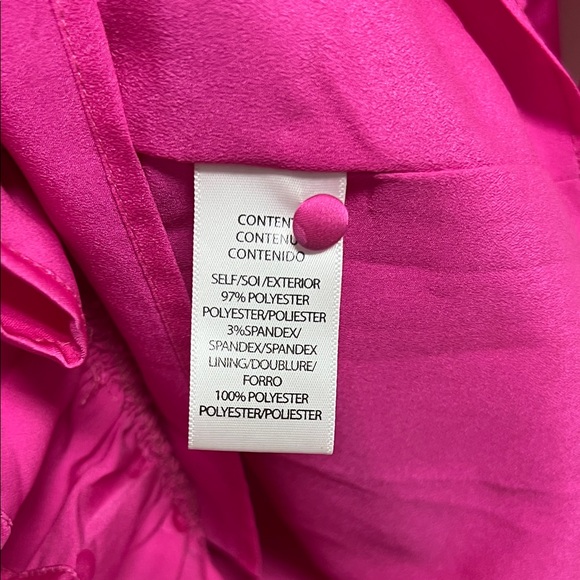 CONTENT
CONTENU
CONTENIDO
SELF/SOI/EXTERIOR
97% POLYESTER
POLYESTER/POLIESTER
3%SPANDEX/
SPANDEX/SPANDEX
LINING/DOUBLURE/
FORRO
100% POLYESTER
POLYESTER/POLIESTER